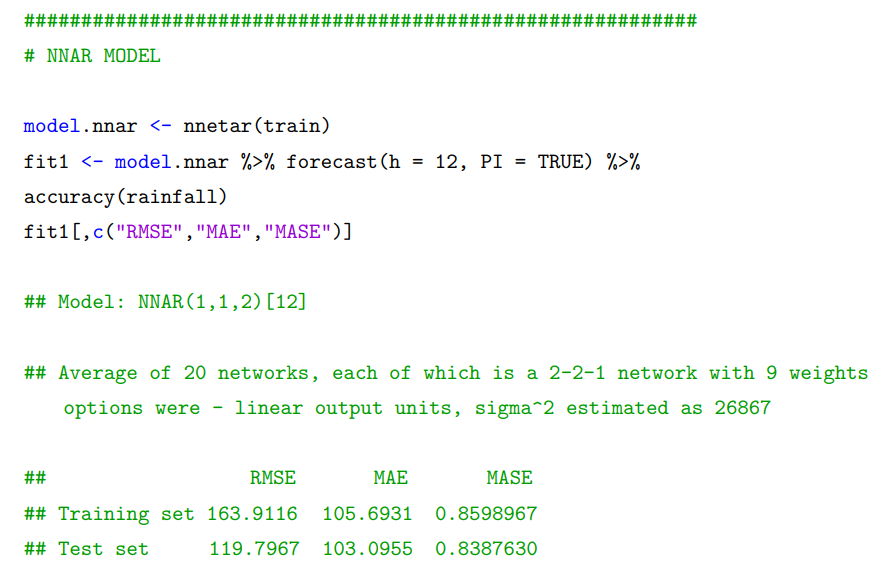 ###########################################################
# NNAR MODEL
model.nnar <- nnetar(train)
fit1 <- model.nnar %>% forecast(h = 12, PI = TRUE) %>%
accuracy(rainfall)
fit1[,c("RMSE","MAE","MASE")]
## Model: NNAR(1,1,2)[12]
## Average of 20 networks, each of which is a 2-2-1 network with 9 weights
options were - linear output units, sigma^2 estimated as 26867
## RMSE MAE MASE
## Training set 163.9116 105.6931 0.8598967
## Test set 119.7967 103.0955 0.8387630